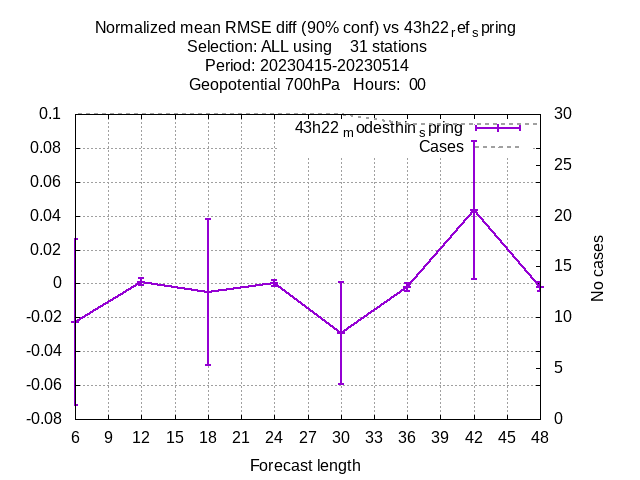 Normalized mean RMSE diff (90% conf) vs 43h22refspring
Selection: ALL using 31 stations
Period: 20230415-20230514
Geopotential 700hPa Hours: 00
43h22modesthinspring
Cases
0.1
0.08
0.06
0.04
0.02
0
-0.02
-0.04
-0.06
-0.08
30
25
20
15
10
5
0
No cases
6 9 12 15 18 21 24 27 30 33 36 39 42 45 48
Forecast length